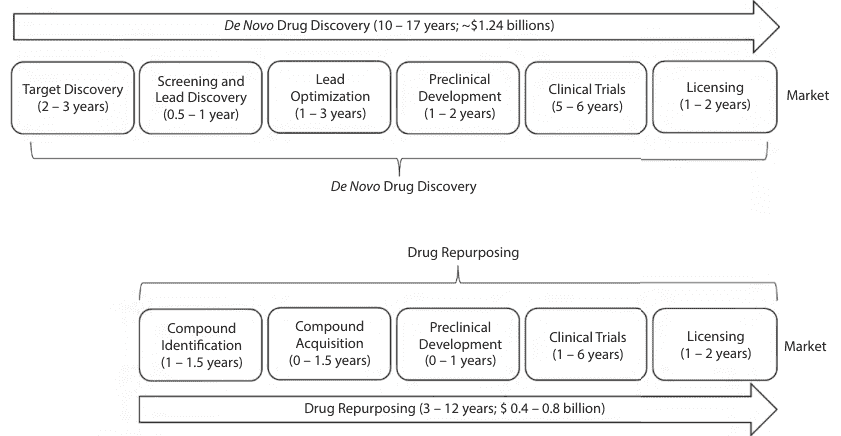 De Novo Drug Discovery (10 – 17 years; ~$1.24 billions)
Target Discovery
(2 – 3 years)
Screening and
Lead Discovery
(0.5 – 1 year)
Lead
Optimization
(1 – 3 years)
Preclinical
Development
(1 – 2 years)
Clinical Trials
(5 – 6 years)
Licensing
(1 – 2 years)
Market
De Novo Drug Discovery
Drug Repurposing
Compound
Identification
(1 – 1.5 years)
Compound
Acquisition
(0 – 1.5 years)
Preclinical
Development
(0 – 1 years)
Clinical Trials
(1 – 6 years)
Licensing
(1 – 2 years)
Market
Drug Repurposing (3 – 12 years; $ 0.4 – 0.8 billion)